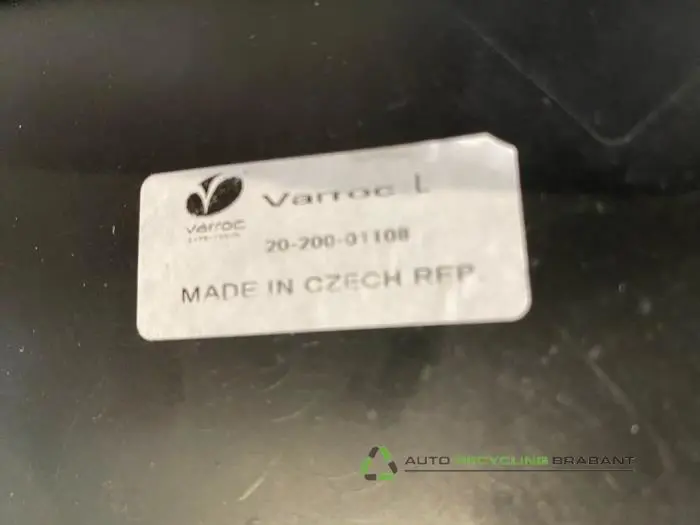 Varroc L
varroc
20-200-01108
MADE IN CZECH REP.
AUTO RECYCLING BRABANT